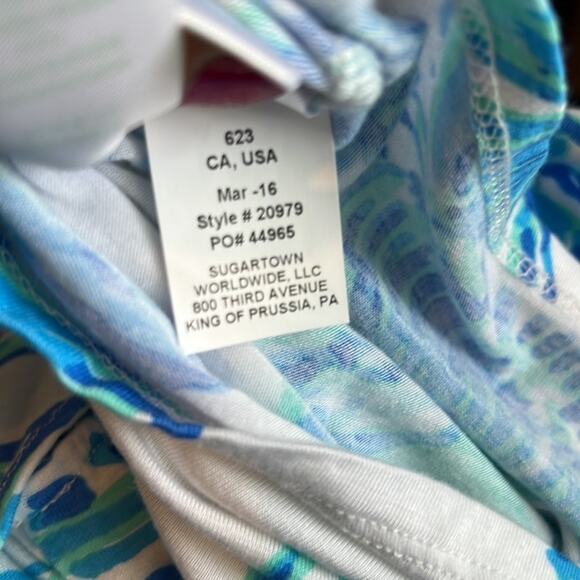 623
CA, USA
Mar -16
Style # 20979
PO# 44965
SUGARTOWN
WORLDWIDE, LLC
800 THIRD AVENUE
KING OF PRUSSIA, PA